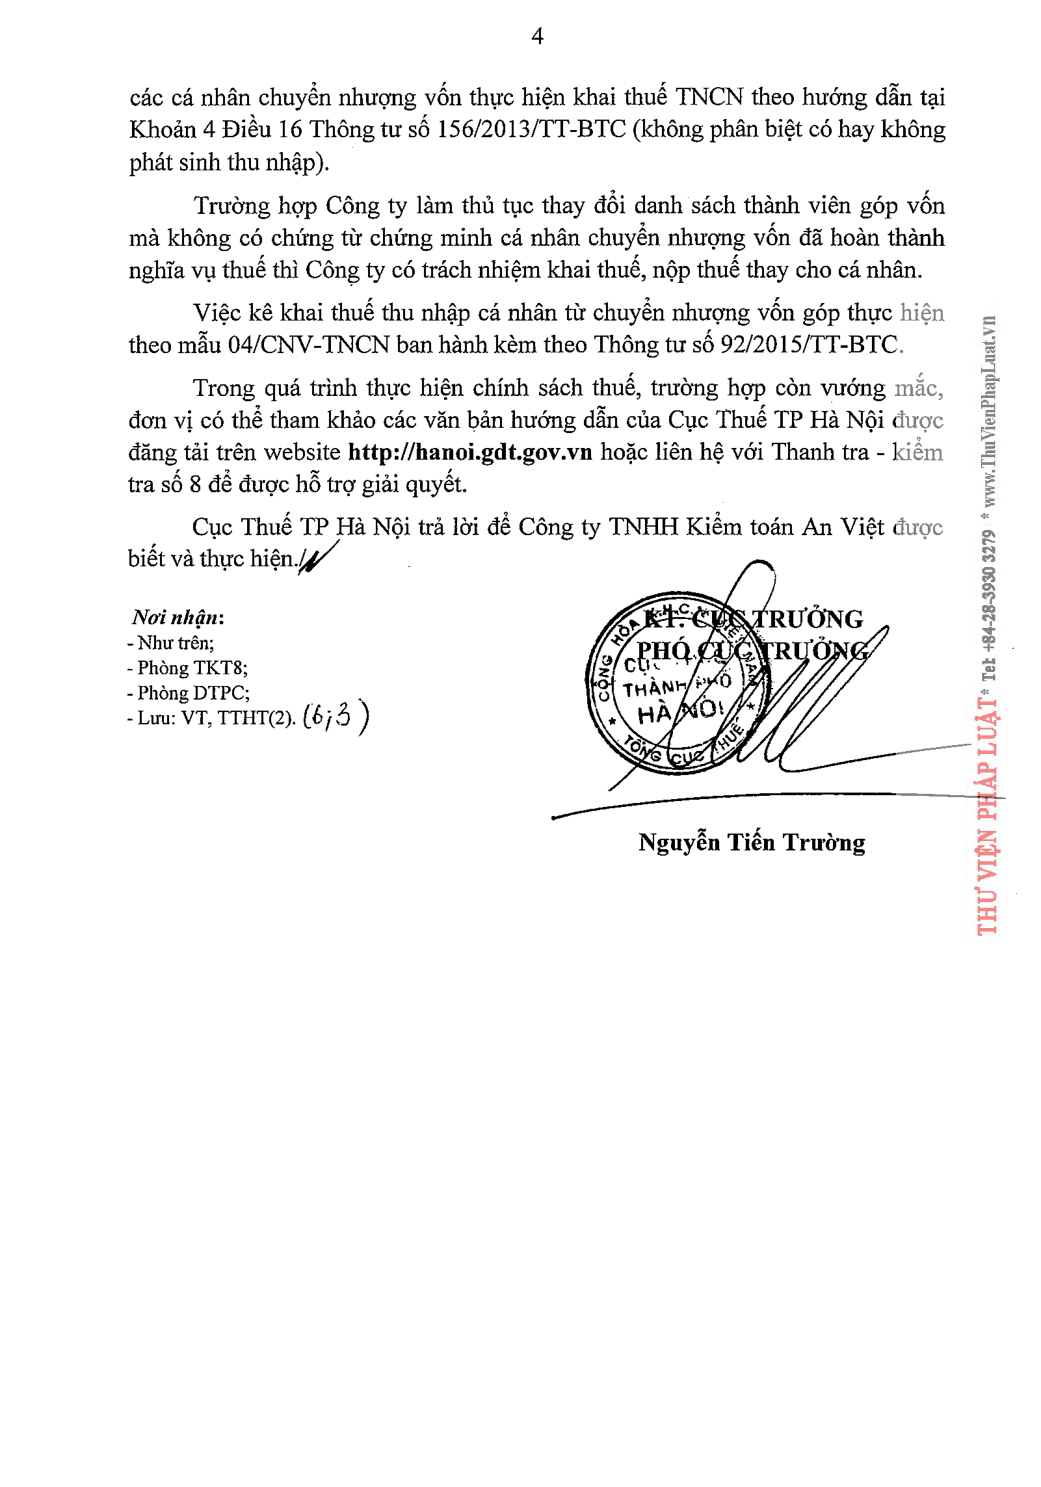 4
các cá nhân chuyển nhượng vốn thực hiện khai thuế TNCN theo hướng dẫn tại
Khoản 4 Điều 16 Thông tư số 156/2013/TT-BTC (không phân biệt có hay không
phát sinh thu nhập).
Trường hợp Công ty làm thủ tục thay đổi danh sách thành viên góp vốn
mà không có chứng từ chứng minh cá nhân chuyển nhượng vốn đã hoàn thành
nghĩa vụ thuế thì Công ty có trách nhiệm khai thuế, nộp thuế thay cho cá nhân.
Việc kê khai thuế thu nhập cá nhân từ chuyển nhượng vốn góp thực hiện
theo mẫu 04/CNV-TNCN ban hành kèm theo Thông tư số 92/2015/TT-BTC.
Trong quá trình thực hiện chính sách thuế, trường hợp còn vướng mắc,
đơn vị có thể tham khảo các văn bản hướng dẫn của Cục Thuế TP Hà Nội được
đăng tải trên website http://hanoi.gdt.gov.vn hoặc liên hệ với Thanh tra - kiểm
tra số 8 để được hỗ trợ giải quyết.
Cục Thuế TP Hà Nội trả lời để Công ty TNHH Kiểm toán An Việt được
biết và thực hiện./
Nơi nhận:
- Như trên;
- Phòng TKT8;
- Phòng DTPC;
- Lưu: VT, TTHT(2). (6;3)
KT. CỤC TRƯỞNG
PHÓ CỤC TRƯỞNG
THÀNH PHỐ
HÀ NỘI
TỔNG CỤC THUẾ
Nguyễn Tiến Trường
THƯ VIỆN PHÁP LUẬT * Tel: +84-28-3930 3279 * www.ThuVienPhapLuat.vn